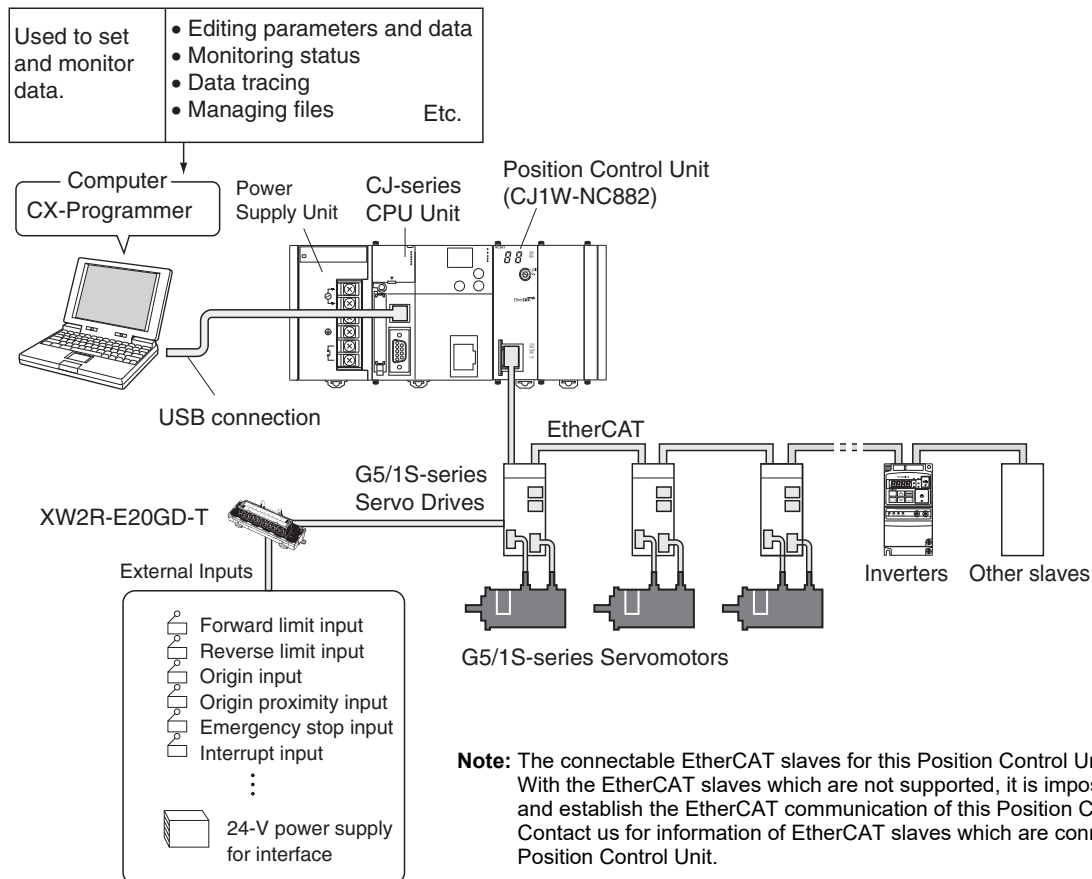 Used to set
and monitor
data.
• Editing parameters and data
• Monitoring status
• Data tracing
• Managing files
Etc.
Computer
CX-Programmer
Power
Supply Unit
CJ-series
CPU Unit
Position Control Unit
(CJ1W-NC882)
EtherCAT
USB connection
EtherCAT
G5/1S-series
Servo Drives
XW2R-E20GD-T
External Inputs
Inverters
Other slaves
G5/1S-series Servomotors
Forward limit input
Reverse limit input
Origin input
Origin proximity input
Emergency stop input
Interrupt input
24-V power supply
for interface
Note: The connectable EtherCAT slaves for this Position Control
With the EtherCAT slaves which are not supported, it is
and establish the EtherCAT communication of this Position
Contact us for information of EtherCAT slaves which are
Position Control Unit.